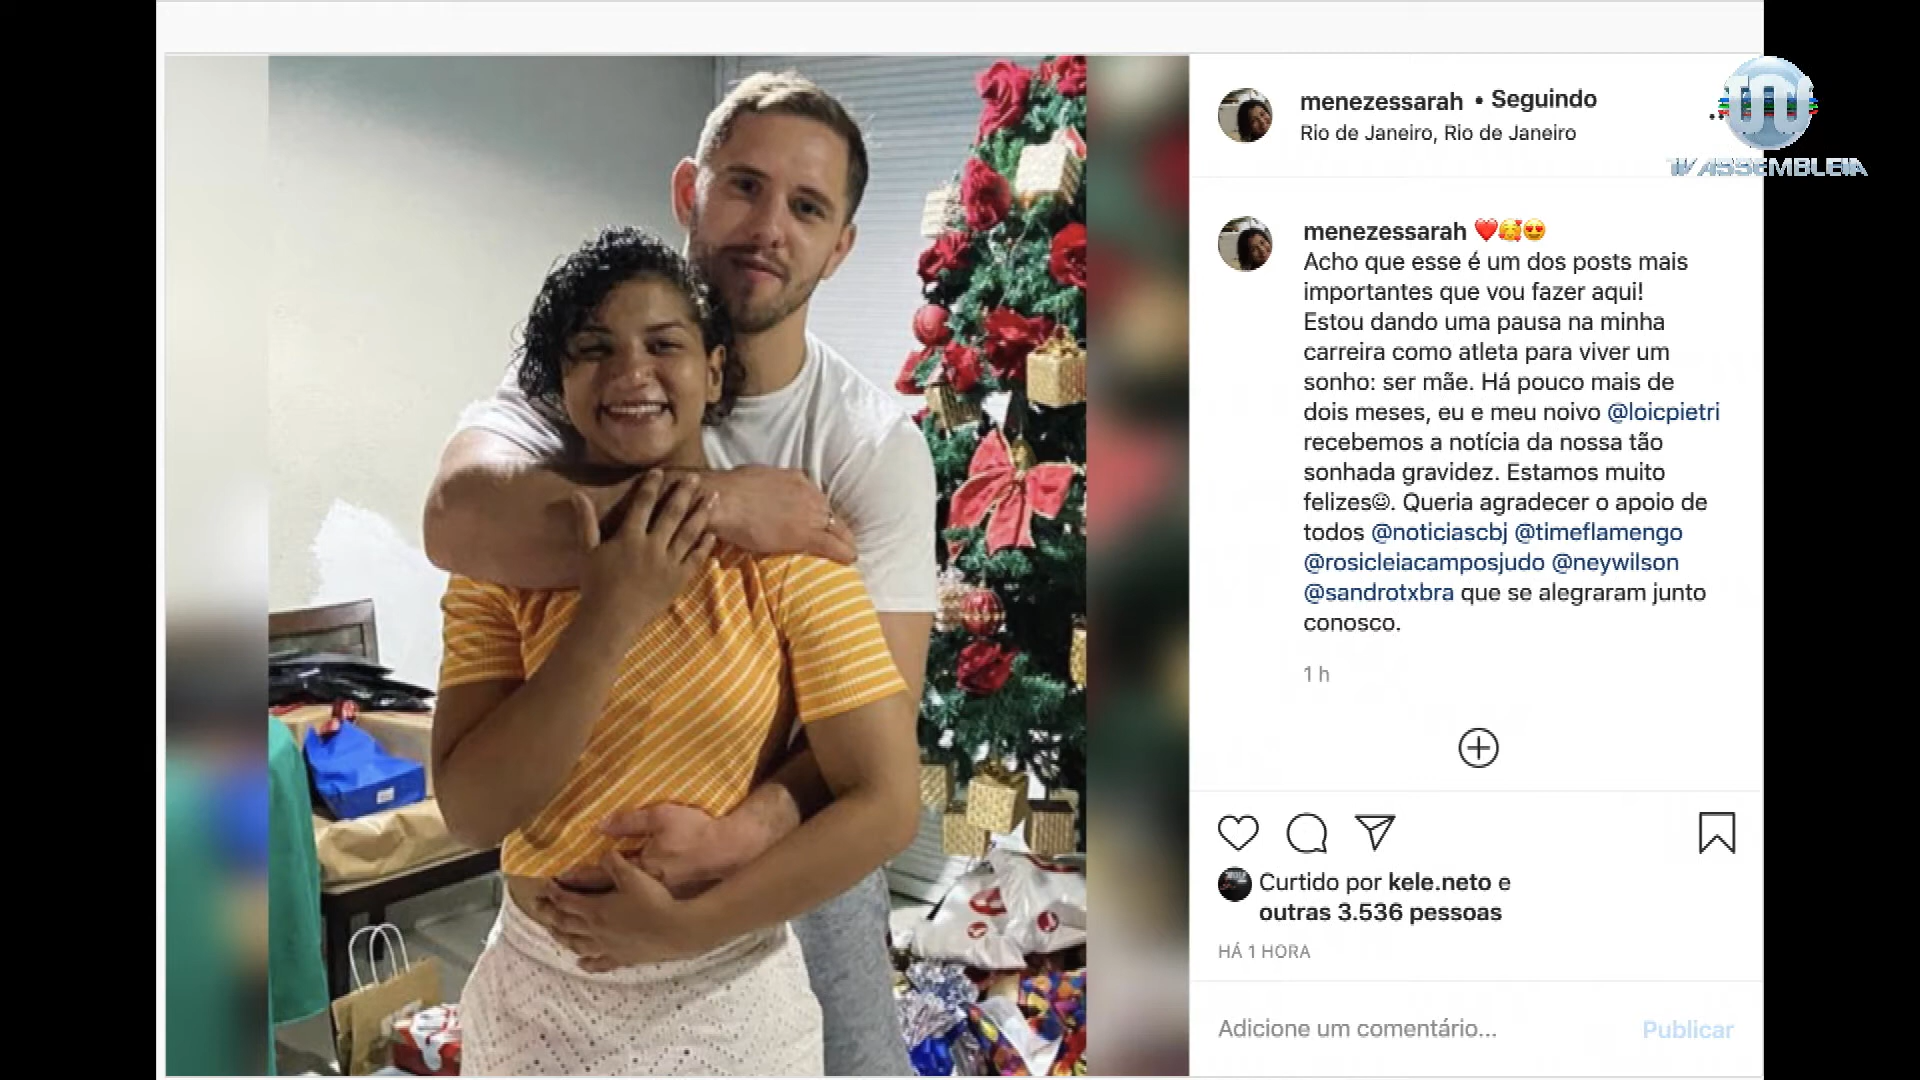 menezessarah • Seguindo
Rio de Janeiro, Rio de Janeiro
TV ASSEMBLEIA
menezessarah ❤️🥰😍
Acho que esse é um dos posts mais
importantes que vou fazer aqui!
Estou dando uma pausa na minha
carreira como atleta para viver um
sonho: ser mãe. Há pouco mais de
dois meses, eu e meu noivo @loicpietri
recebemos a notícia da nossa tão
sonhada gravidez. Estamos muito
felizes☺. Queria agradecer o apoio de
todos @noticiascbj @timeflamengo
@rosicleiacamposjudo @neywilson
@sandrotxbra que se alegraram junto
conosco.
1 h
Curtido por kele.neto e
outras 3.536 pessoas
HÁ 1 HORA
Adicione um comentário...
Publicar